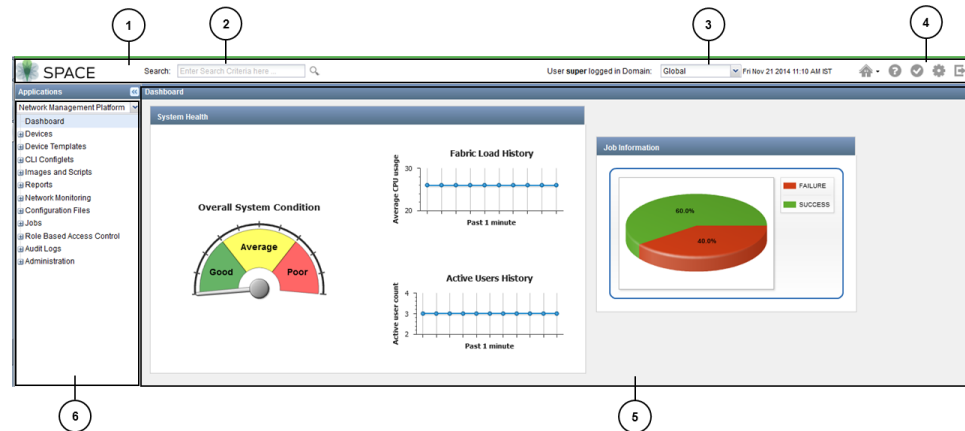 1
2
3
4
SPACE
Search: Enter Search Criteria here ...
User super logged in Domain: Global Fri Nov 21 2014 11:10 AM IST
Applications
Dashboard
Network Management Platform
Dashboard
Devices
Device Templates
CLI Configlets
Images and Scripts
Reports
Network Monitoring
Configuration Files
Jobs
Role Based Access Control
Audit Logs
Administration
System Health
Overall System Condition
Good
Average
Poor
Fabric Load History
Average CPU usage
30
20
Past 1 minute
Active Users History
Active user count
4
3
2
Past 1 minute
Job Information
60.0%
40.0%
FAILURE
SUCCESS
6
5